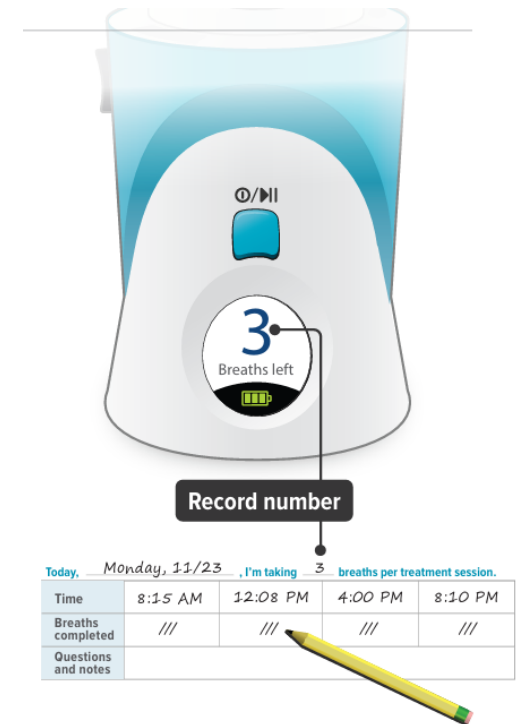 3
Breaths left
Record number
Today, Monday, 11/23 , I'm taking 3 breaths per treatment session.
Time 8:15 AM 12:08 PM 4:00 PM 8:10 PM
Breaths completed /// /// /// ///
Questions and notes